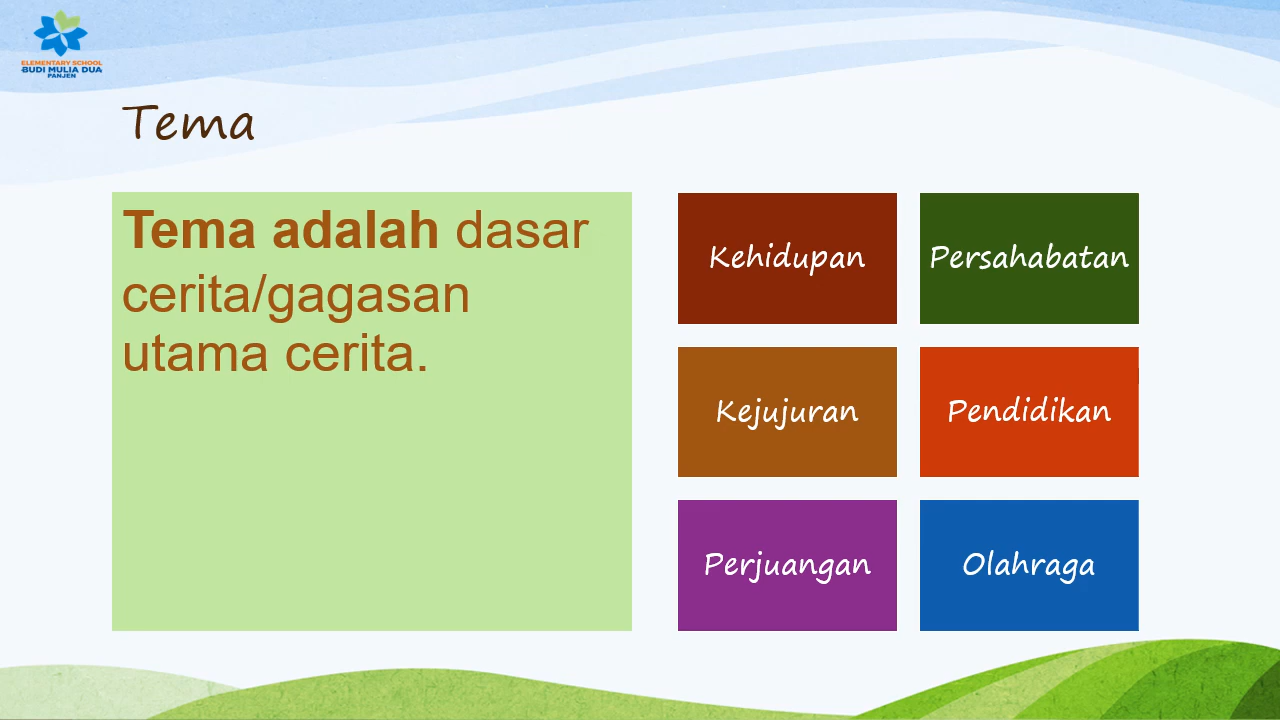 ELEMENTARY SCHOOL
BUDI MULIA DUA
PANJEN
Tema
Tema adalah dasar
cerita/gagasan
utama cerita.
Kehidupan
Persahabatan
Kejujuran
Pendidikan
Perjuangan
Olahraga